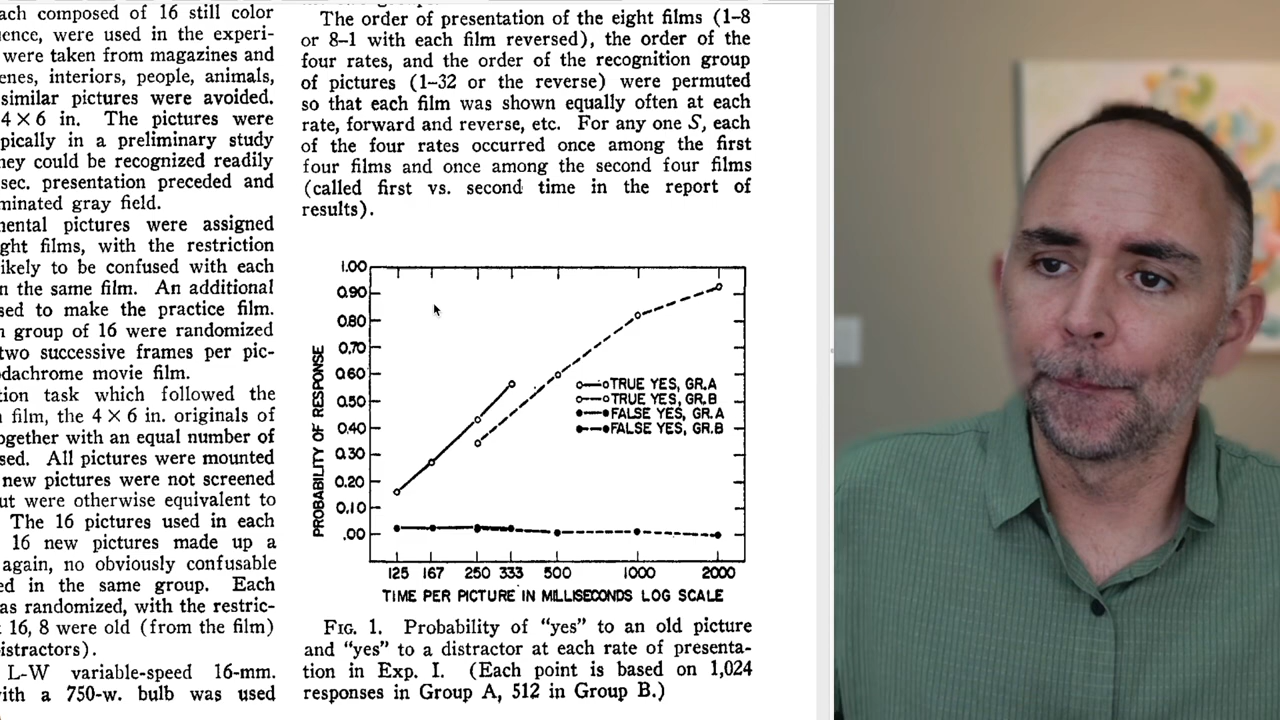 ach composed of 16 still color
ence, were used in the experi-
were taken from magazines and
enes, interiors, people, animals,
similar pictures were avoided.
4 × 6 in. The pictures were
pically in a preliminary study
hey could be recognized readily
sec. presentation preceded and
minated gray field.
mental pictures were assigned
ght films, with the restriction
ikely to be confused with each
n the same film. An additional
sed to make the practice film.
h group of 16 were randomized
two successive frames per pic-
odachrome movie film.
tion task which followed the
film, the 4 × 6 in. originals of
ogether with an equal number of
sed. All pictures were mounted
new pictures were not screened
ut were otherwise equivalent to
The 16 pictures used in each
16 new pictures made up a
again, no obviously confusable
ed in the same group. Each
as randomized, with the restric-
16, 8 were old (from the film)
istractors).
L-W variable-speed 16-mm.
with a 750-w. bulb was used
The order of presentation of the eight films (1–8
or 8–1 with each film reversed), the order of the
four rates, and the order of the recognition group
of pictures (1–32 or the reverse) were permuted
so that each film was shown equally often at each
rate, forward and reverse, etc. For any one S, each
of the four rates occurred once among the first
four films and once among the second four films
(called first vs. second time in the report of
results).
PROBABILITY OF RESPONSE
1.00
0.90
0.80
0.70
0.60
0.50
0.40
0.30
0.20
0.10
.00
TRUE YES, GR.A
TRUE YES, GR.B
FALSE YES, GR.A
FALSE YES, GR.B
125 167 250 333 500 1000 2000
TIME PER PICTURE IN MILLISECONDS LOG SCALE
FIG. 1. Probability of "yes" to an old picture
and "yes" to a distractor at each rate of presenta-
tion in Exp. I. (Each point is based on 1,024
responses in Group A, 512 in Group B.)